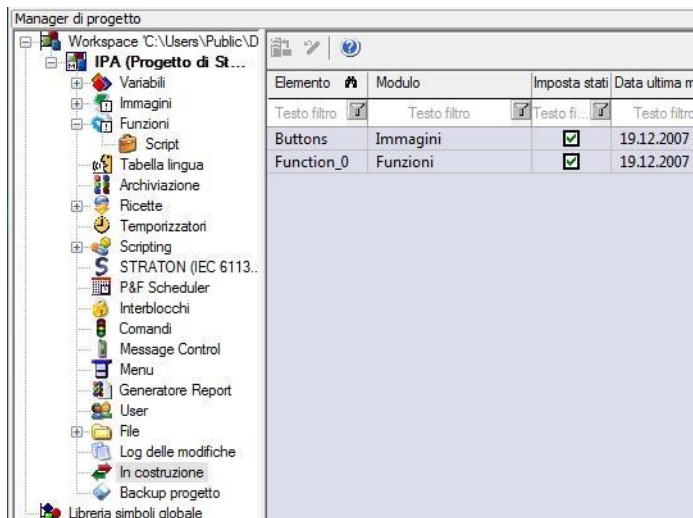 Manager di progetto
Workspace 'C:\Users\Public\D
IPA (Progetto di St...
Variabili
Immagini
Funzioni
Script
Tabella lingua
Archiviazione
Ricette
Temporizzatori
Scripting
STRATON (IEC 6113..
P&F Scheduler
Interblocchi
Comandi
Message Control
Menu
Generatore Report
User
File
Log delle modifiche
In costruzione
Backup progetto
Libreria simboli globale
Elemento Modulo Imposta stati Data ultima m
Testo filtro Testo filtro Testo fi... Testo filtro
Buttons Immagini 19.12.2007
Function_0 Funzioni 19.12.2007